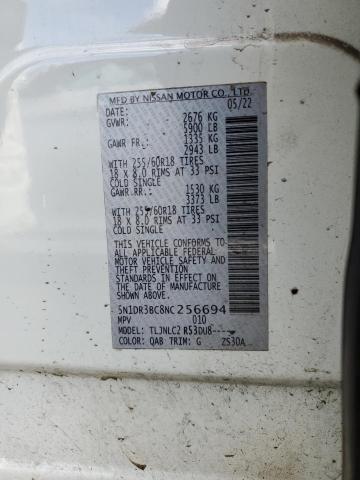 MFD BY NISSAN MOTOR CO., LTD.
DATE: 05/22
GVWR: 2676 KG
5900 LB
GAWR FR.: 1335 KG
2943 LB
WITH 255/60R18 TIRES
18 X 8.0 RIMS AT 33 PSI
COLD SINGLE
GAWR.RR.: 1530 KG
3373 LB
WITH 255/60R18 TIRES
18 X 8.0 RIMS AT 33 PSI
COLD SINGLE
THIS VEHICLE CONFORMS TO
ALL APPLICABLE FEDERAL
MOTOR VEHICLE SAFETY AND
THEFT PREVENTION
STANDARDS IN EFFECT ON
THE DATE OF MANUFACTURE
SHOWN ABOVE.
5N1DR3BC8NC256694
MPV 010
MODEL: TLJNLC2 R53DU8-----
COLOR: QAB TRIM: G ZS30A